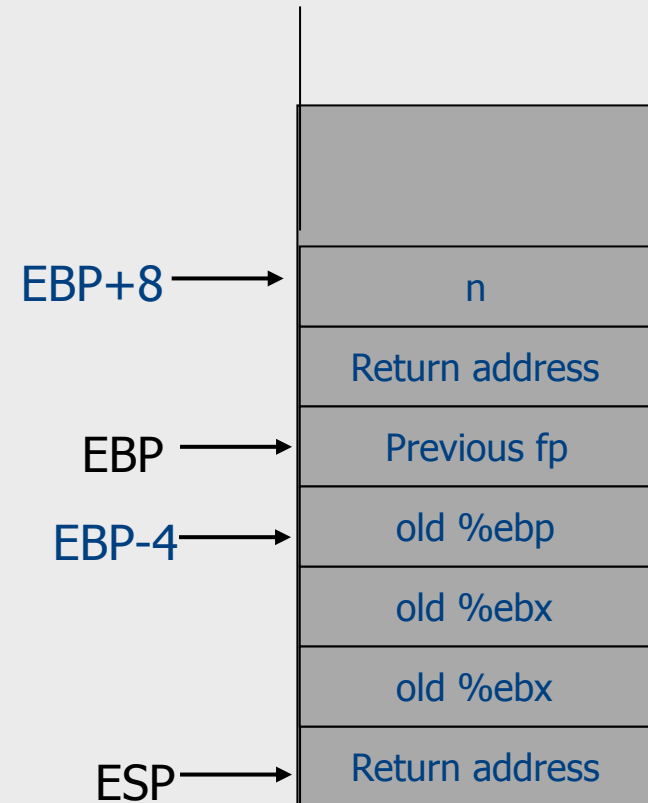 EBP+8
n
Return address
EBP
Previous fp
EBP-4
old %ebp
old %ebx
old %ebx
ESP
Return address